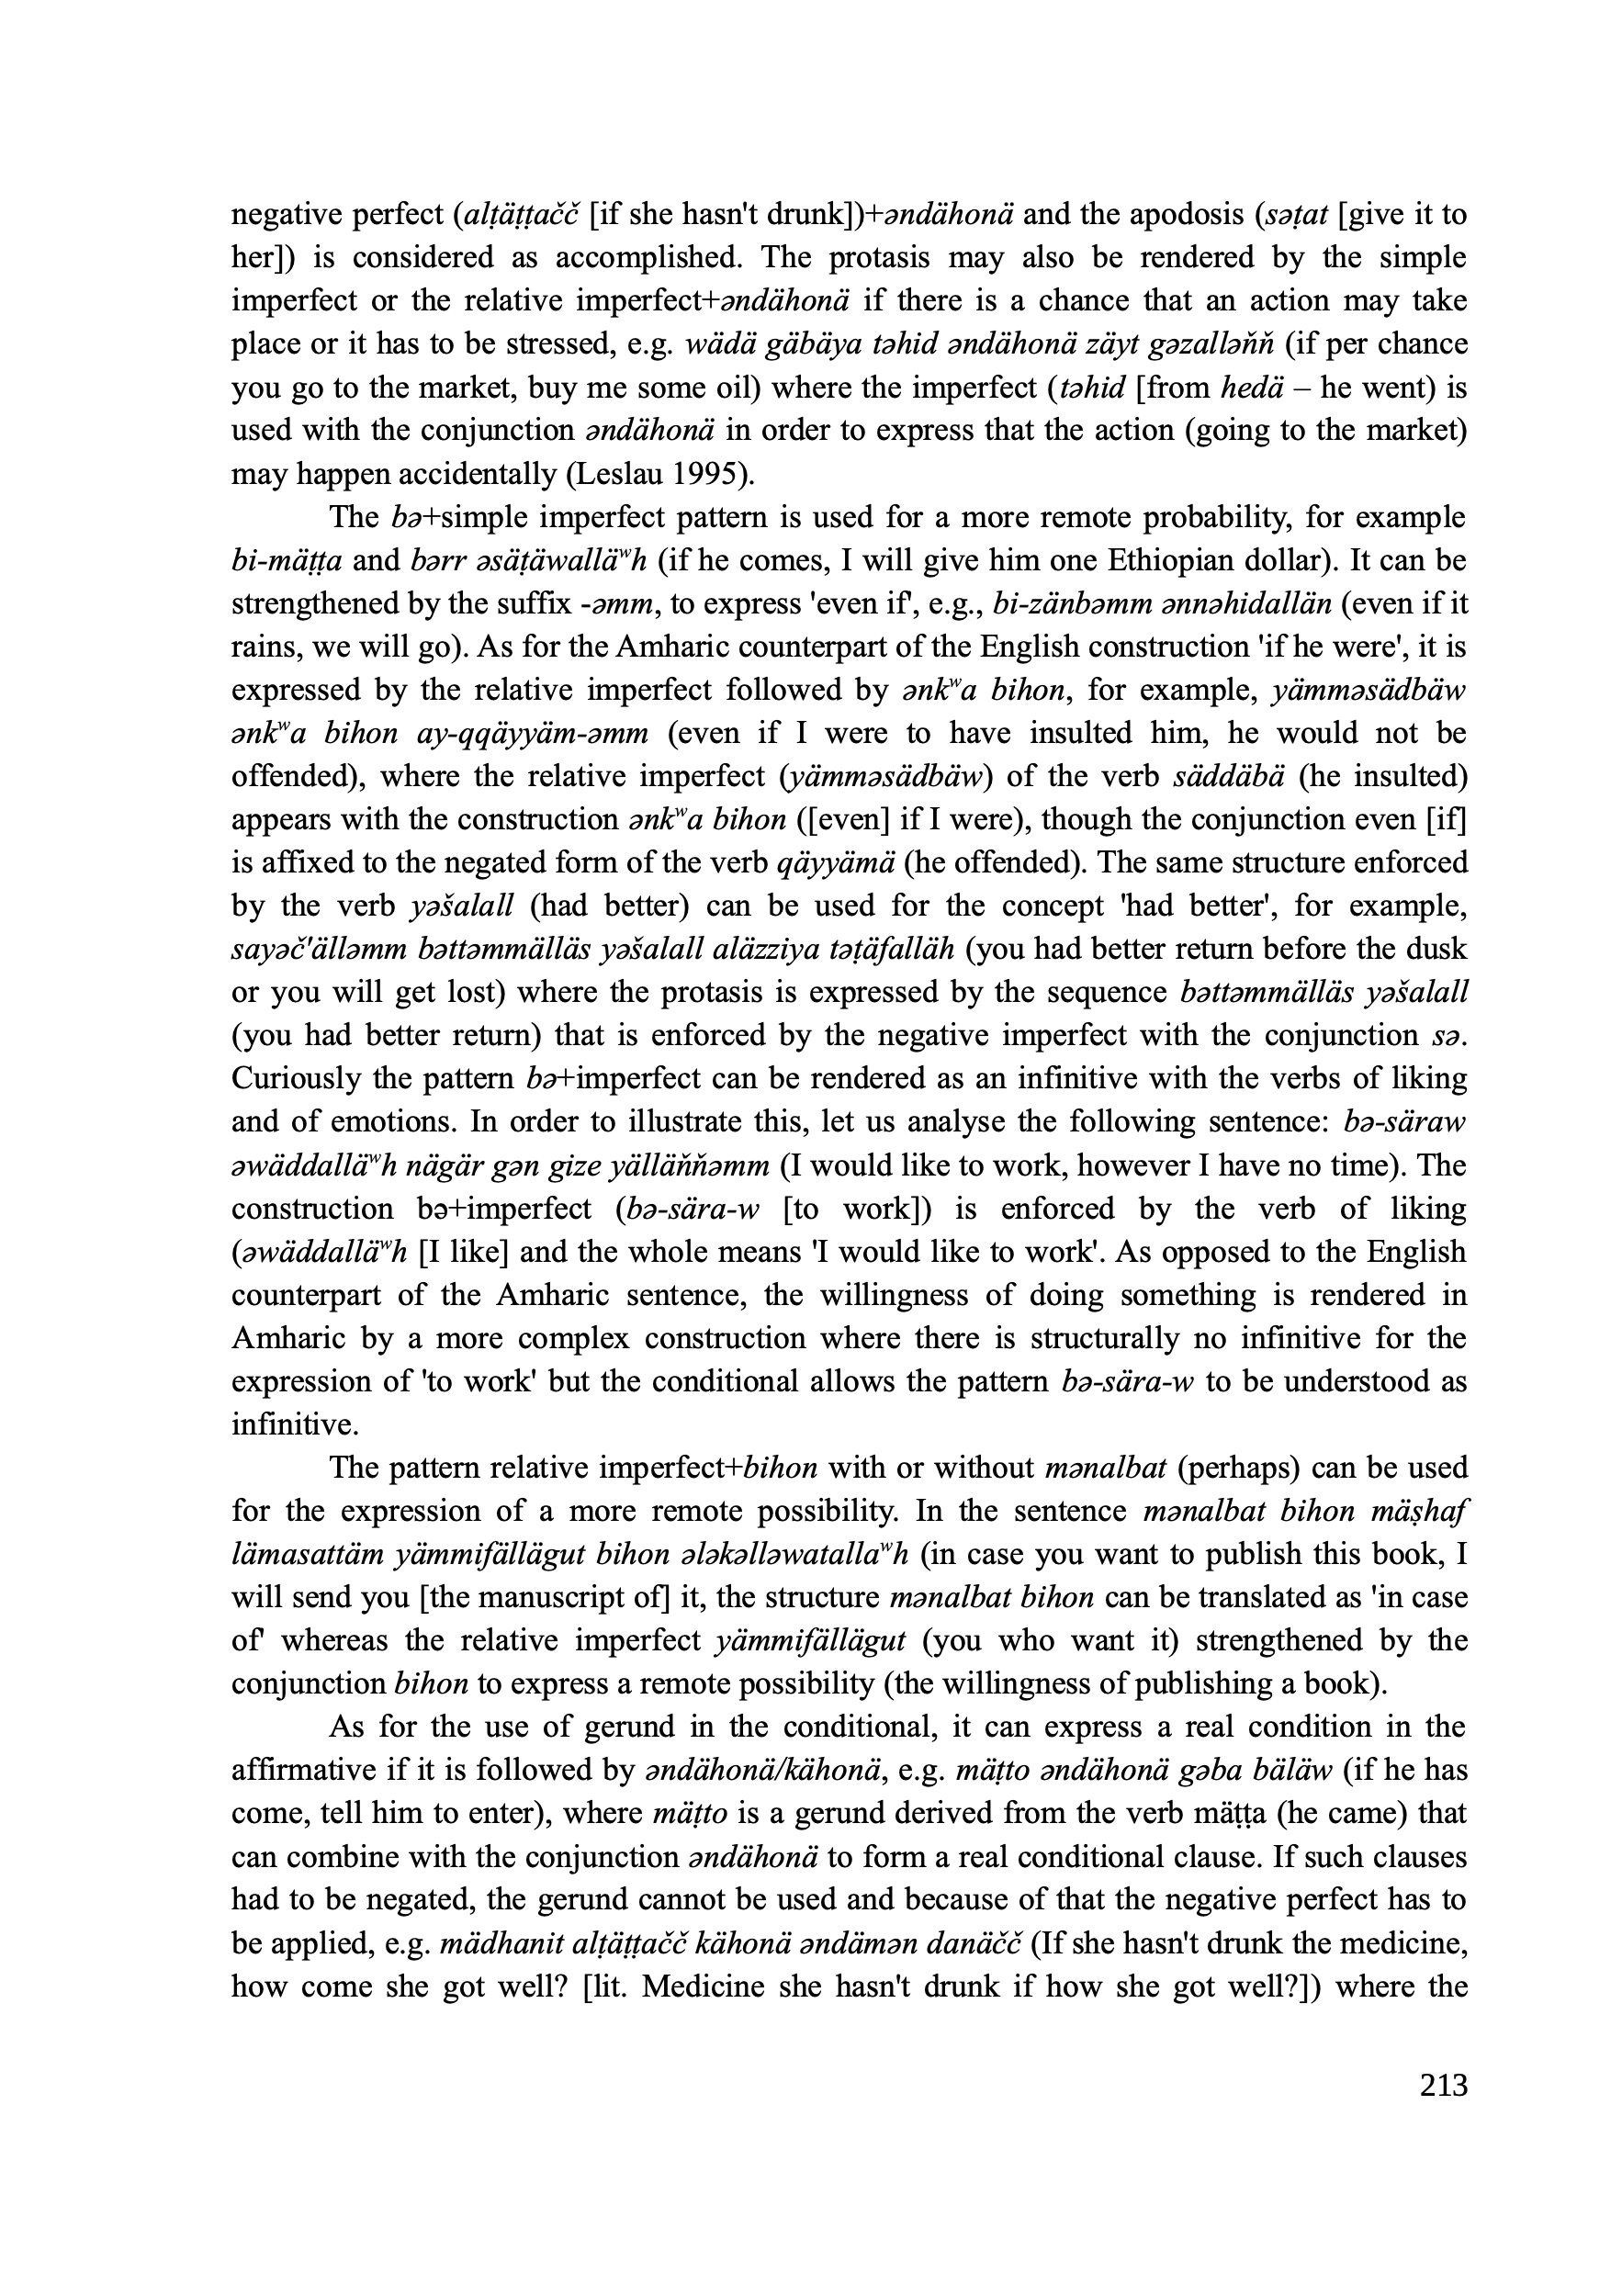 negative perfect (alṭäṭṭačč [if she hasn't drunk])+əndähonä and the apodosis (səṭat [give it to
her]) is considered as accomplished. The protasis may also be rendered by the simple
imperfect or the relative imperfect+əndähonä if there is a chance that an action may take
place or it has to be stressed, e.g. wädä gäbäya təhid əndähonä zäyt gəzalləňň (if per chance
you go to the market, buy me some oil) where the imperfect (təhid [from hedä – he went) is
used with the conjunction əndähonä in order to express that the action (going to the market)
may happen accidentally (Leslau 1995).
The bə+simple imperfect pattern is used for a more remote probability, for example
bi-mäṭṭa and bərr əsäṭäwalläʷh (if he comes, I will give him one Ethiopian dollar). It can be
strengthened by the suffix -əmm, to express 'even if', e.g., bi-zänbəmm ənnəhidallän (even if it
rains, we will go). As for the Amharic counterpart of the English construction 'if he were', it is
expressed by the relative imperfect followed by ənkʷa bihon, for example, yämməsädbäw
ənkʷa bihon ay-qqäyyäm-əmm (even if I were to have insulted him, he would not be
offended), where the relative imperfect (yämməsädbäw) of the verb säddäbä (he insulted)
appears with the construction ənkʷa bihon ([even] if I were), though the conjunction even [if]
is affixed to the negated form of the verb qäyyämä (he offended). The same structure enforced
by the verb yəšalall (had better) can be used for the concept 'had better', for example,
sayəč'älləmm bəttəmmälläs yəšalall aläzziya təṭäfalläh (you had better return before the dusk
or you will get lost) where the protasis is expressed by the sequence bəttəmmälläs yəšalall
(you had better return) that is enforced by the negative imperfect with the conjunction sə.
Curiously the pattern bə+imperfect can be rendered as an infinitive with the verbs of liking
and of emotions. In order to illustrate this, let us analyse the following sentence: bə-säraw
əwäddalläʷh nägär gən gize yälläňňəmm (I would like to work, however I have no time). The
construction bə+imperfect (bə-sära-w [to work]) is enforced by the verb of liking
(əwäddalläʷh [I like] and the whole means 'I would like to work'. As opposed to the English
counterpart of the Amharic sentence, the willingness of doing something is rendered in
Amharic by a more complex construction where there is structurally no infinitive for the
expression of 'to work' but the conditional allows the pattern bə-sära-w to be understood as
infinitive.
The pattern relative imperfect+bihon with or without mənalbat (perhaps) can be used
for the expression of a more remote possibility. In the sentence mənalbat bihon mäṣhaf
lämasattäm yämmifällägut bihon ələkəlləwatallaʷh (in case you want to publish this book, I
will send you [the manuscript of] it, the structure mənalbat bihon can be translated as 'in case
of' whereas the relative imperfect yämmifällägut (you who want it) strengthened by the
conjunction bihon to express a remote possibility (the willingness of publishing a book).
As for the use of gerund in the conditional, it can express a real condition in the
affirmative if it is followed by əndähonä/kähonä, e.g. mäṭto əndähonä gəba bäläw (if he has
come, tell him to enter), where mäṭto is a gerund derived from the verb mäṭṭa (he came) that
can combine with the conjunction əndähonä to form a real conditional clause. If such clauses
had to be negated, the gerund cannot be used and because of that the negative perfect has to
be applied, e.g. mädhanit alṭäṭṭačč kähonä əndämən danäčč (If she hasn't drunk the medicine,
how come she got well? [lit. Medicine she hasn't drunk if how she got well?]) where the
213